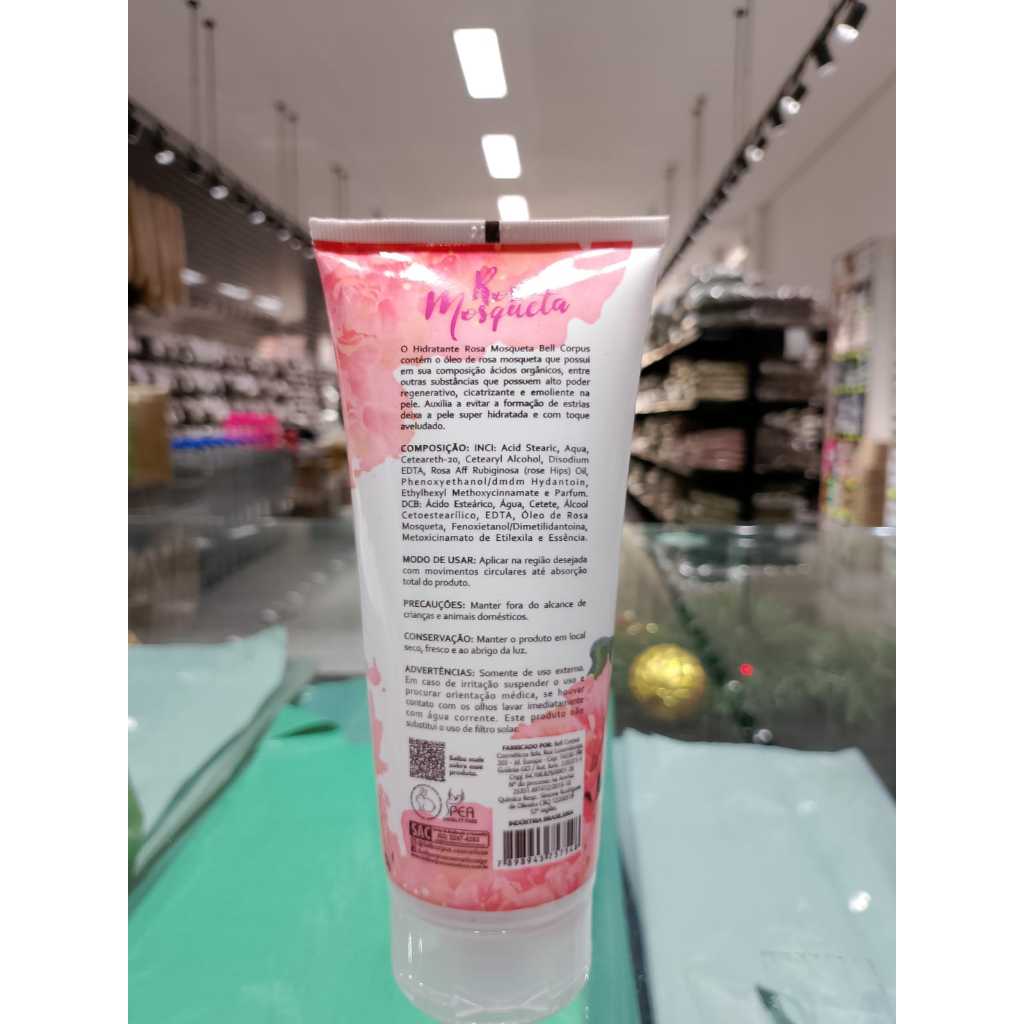 Rosa
Mosqueta
O Hidratante Rosa Mosqueta Bell Corpus
contém o óleo de rosa mosqueta que possui
em sua composição ácidos orgânicos, entre
outras substâncias que possuem alto poder
regenerativo, cicatrizante e emoliente na
pele. Auxilia a evitar a formação de estrias
deixa a pele super hidratada e com toque
aveludado.
COMPOSIÇÃO: INCI: Acid Stearic, Aqua,
Ceteareth-20, Cetearyl Alcohol, Disodium
EDTA, Rosa Aff Rubiginosa (rose Hips) Oil,
Phenoxyethanol/dmdm Hydantoin,
Ethylhexyl Methoxycinnamate e Parfum.
DCB: Ácido Esteárico, Água, Cetete, Álcool
Cetoestearílico, EDTA, Óleo de Rosa
Mosqueta, Fenoxietanol/Dimetilidantoina,
Metoxicinamato de Etilexila e Essência.
MODO DE USAR: Aplicar na região desejada
com movimentos circulares até absorção
total do produto.
PRECAUÇÕES: Manter fora do alcance de
crianças e animais domésticos.
CONSERVAÇÃO: Manter o produto em local
seco, fresco e ao abrigo da luz.
ADVERTÊNCIAS: Somente de uso externo.
Em caso de irritação suspender o uso e
procurar orientação médica, se houver
contato com os olhos lavar imediatamente
com água corrente. Este produto não
substitui o uso de filtro solar.
Saiba mais
sobre esse
produto.
PEA
SAC
FABRICADO POR: Bell Corpus
INDÚSTRIA BRASILEIRA